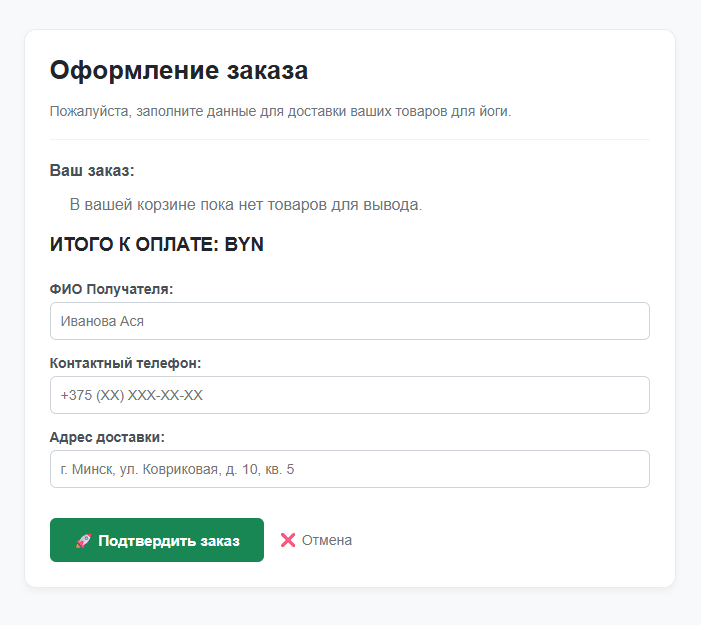 Оформление заказа
Пожалуйста, заполните данные для доставки ваших товаров для йоги.
Ваш заказ:
В вашей корзине пока нет товаров для вывода.
ИТОГО К ОПЛАТЕ: BYN
ФИО Получателя:
Иванова Ася
Контактный телефон:
+375 (XX) XXX-XX-XX
Адрес доставки:
г. Минск, ул. Ковриковая, д. 10, кв. 5
🚀 Подтвердить заказ
❌ Отмена